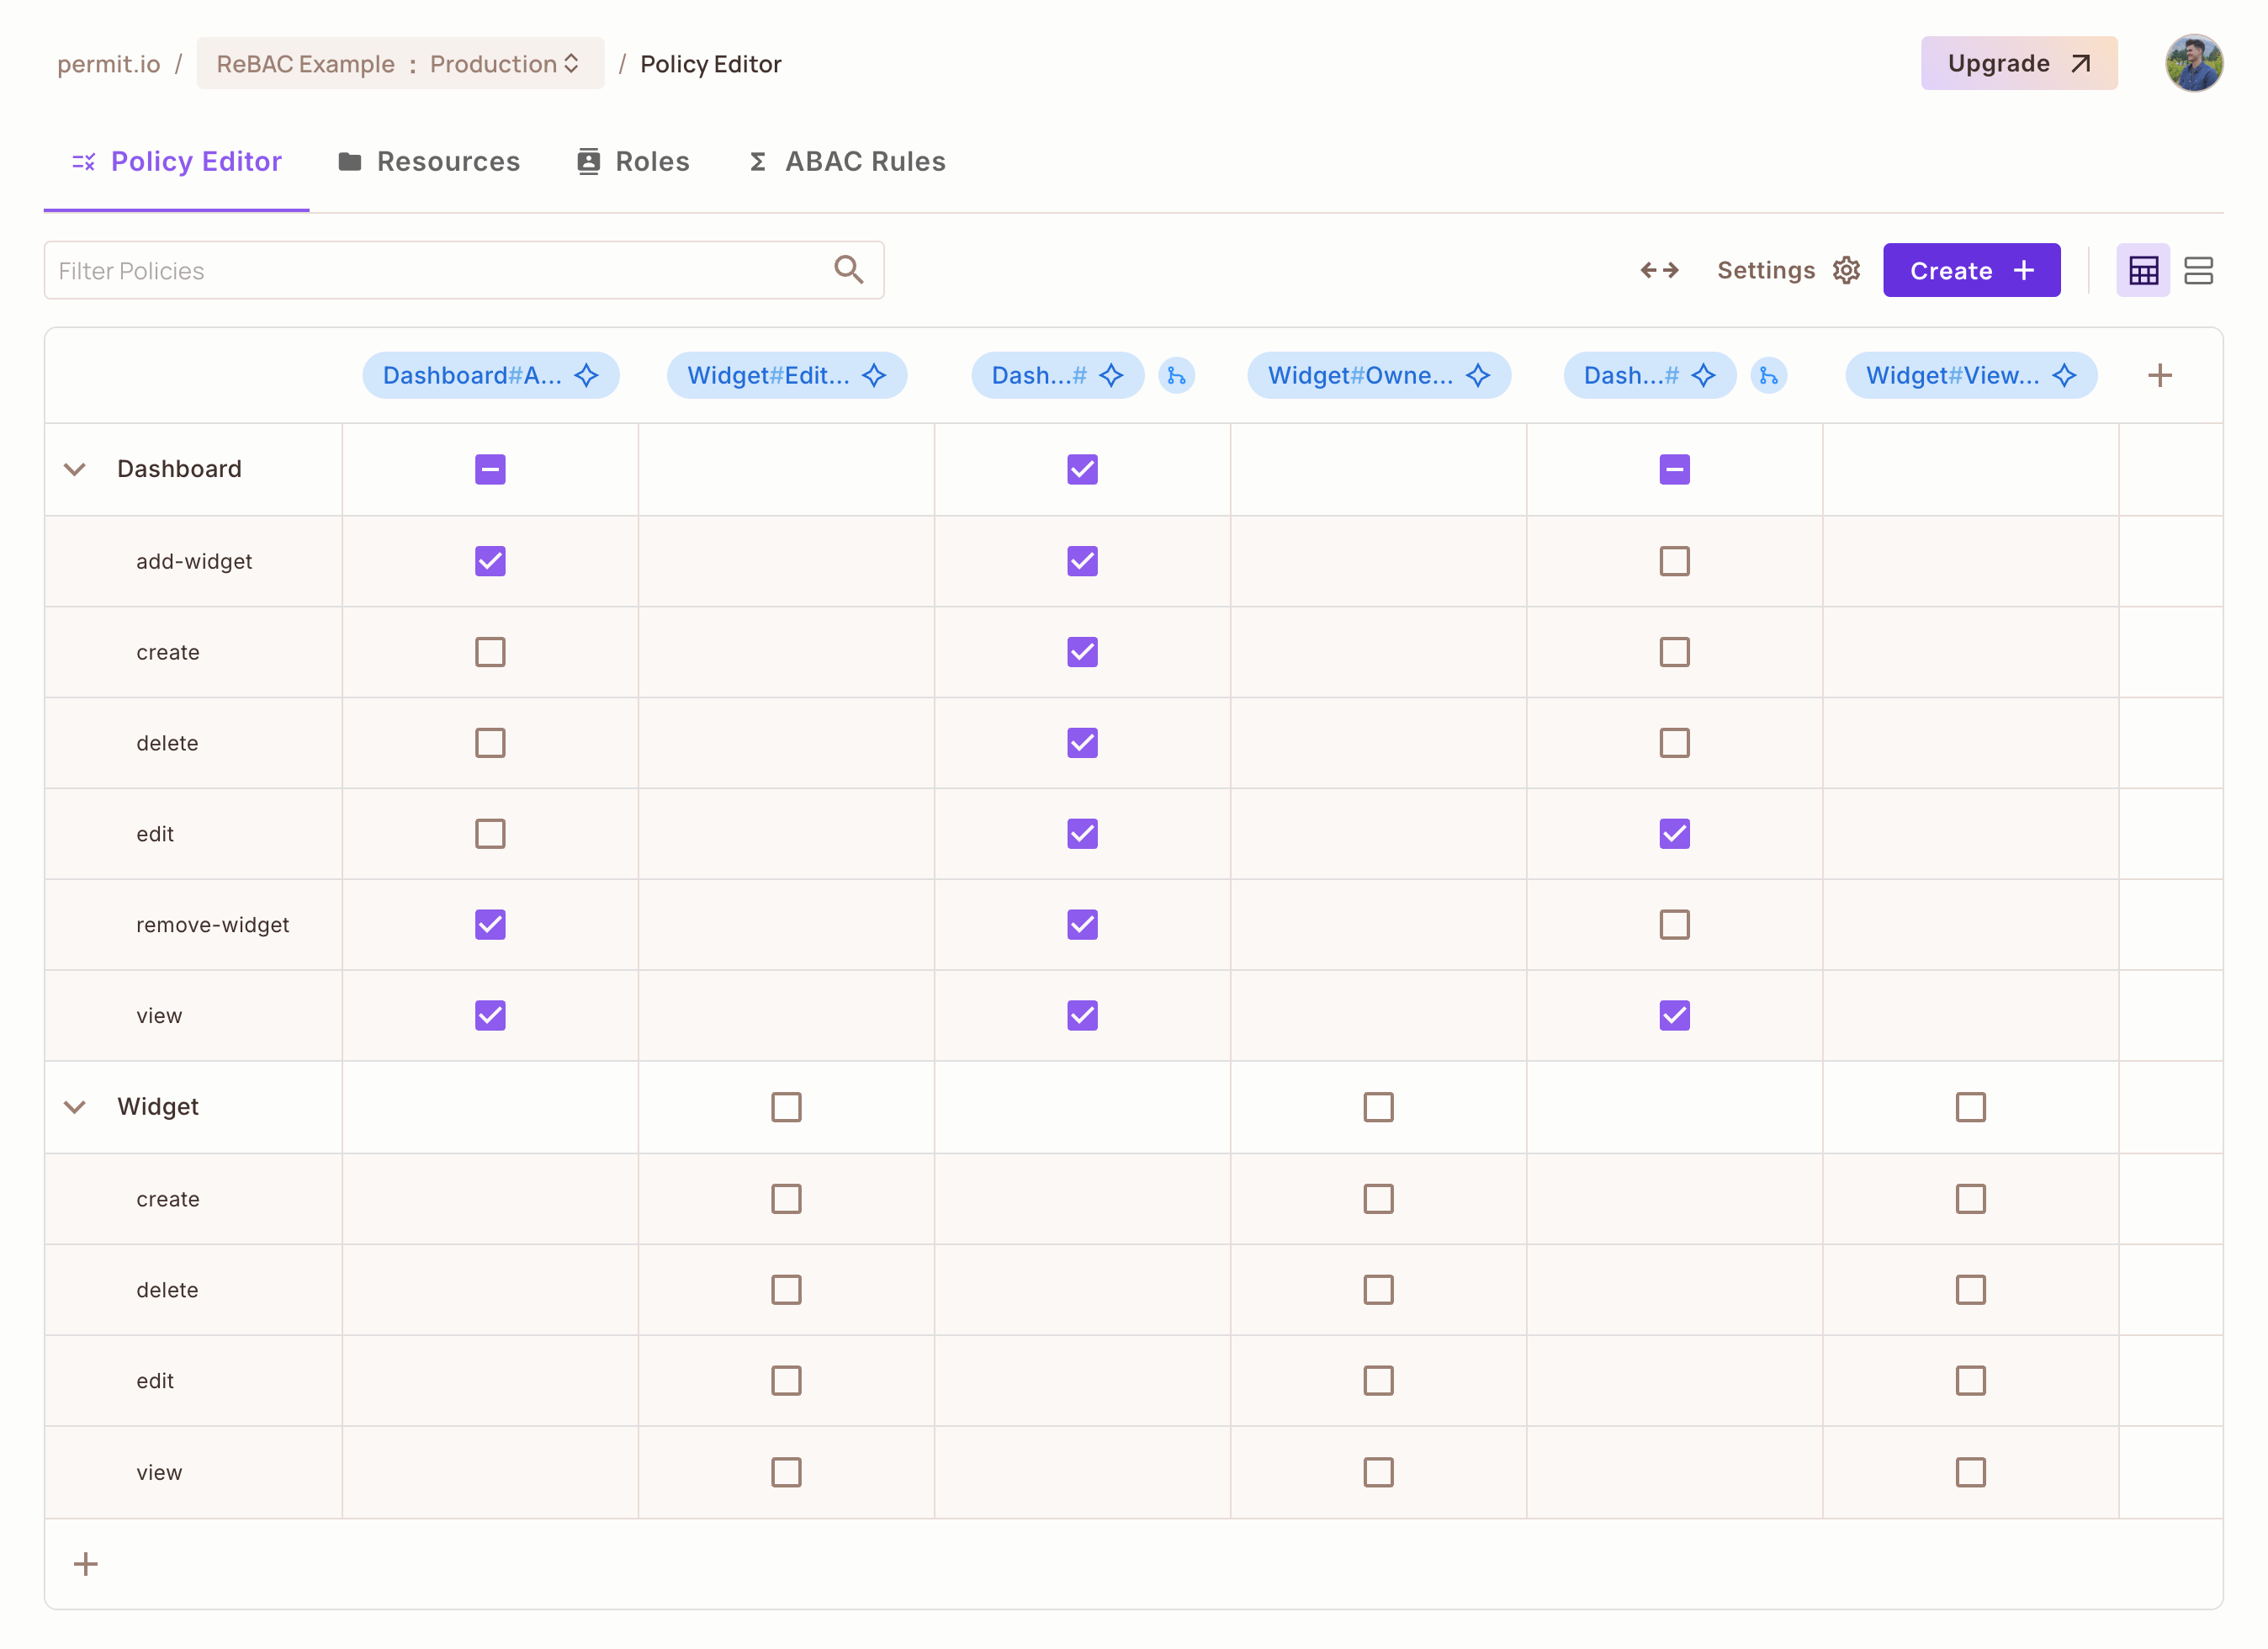 permit.io / ReBAC Example : Production / Policy Editor
Upgrade
Policy Editor
Resources
Roles
ABAC Rules
Filter Policies
Settings
Create +
Dashboard#A...
Widget#Edit...
Dash...#
Widget#Owne...
Dash...#
Widget#View...
Dashboard
add-widget
create
delete
edit
remove-widget
view
Widget
create
delete
edit
view